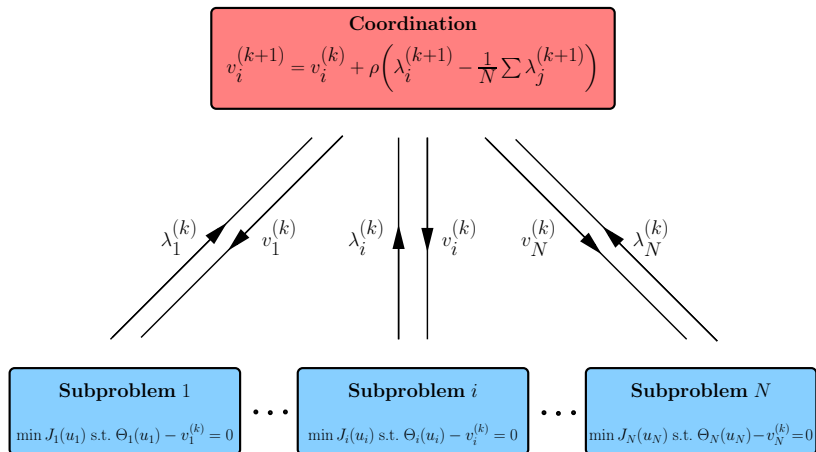 Coordination
v_i^{(k+1)} = v_i^{(k)} + ρ(λ_i^{(k+1)} − \frac{1}{N} ∑ λ_j^{(k+1)})
λ_1^{(k)} v_1^{(k)} λ_i^{(k)} v_i^{(k)} v_N^{(k)} λ_N^{(k)}
Subproblem 1 ... Subproblem i ... Subproblem N
min J_1(u_1) s.t. Θ_1(u_1) − v_1^{(k)} = 0 min J_i(u_i) s.t. Θ_i(u_i) − v_i^{(k)} = 0 min J_N(u_N) s.t. Θ_N(u_N) − v_N^{(k)} = 0